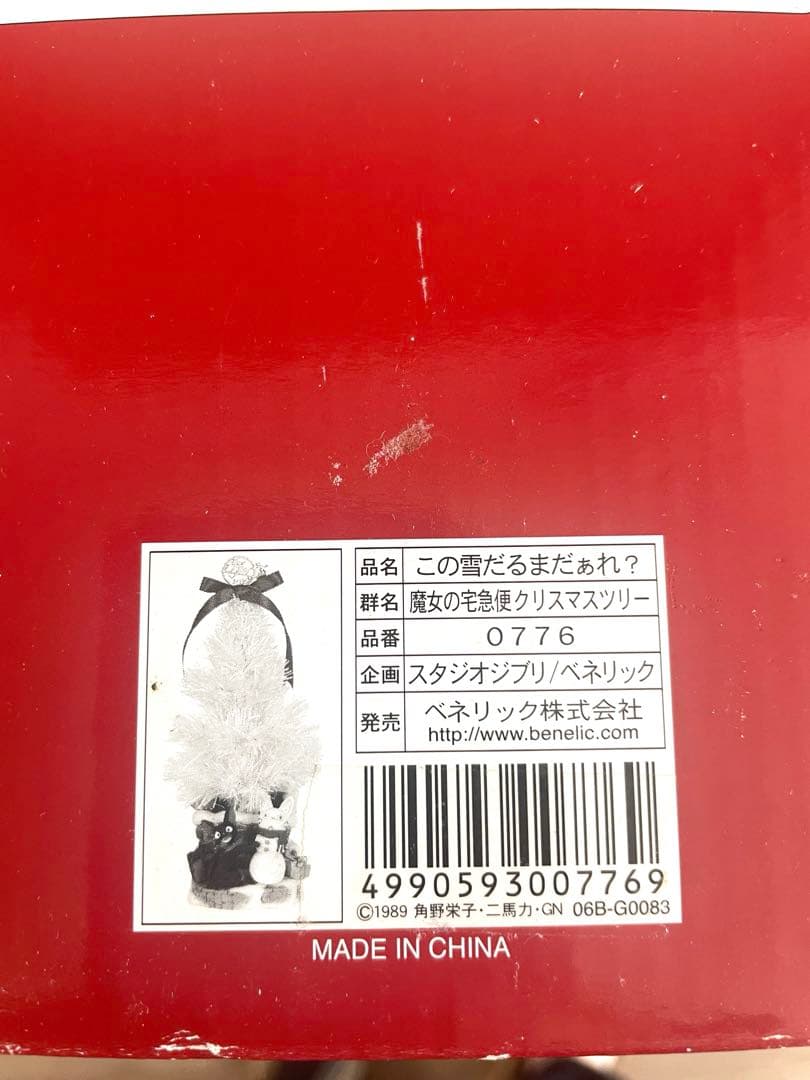 品名 この雪だるまだぁれ？
群名 魔女の宅急便クリスマスツリー
品番 0776
企画 スタジオジブリ/ベネリック
発売 ベネリック株式会社
http://www.benelic.com
4990593007769
©1989 角野栄子・二馬力・GN 06B-G0083
MADE IN CHINA